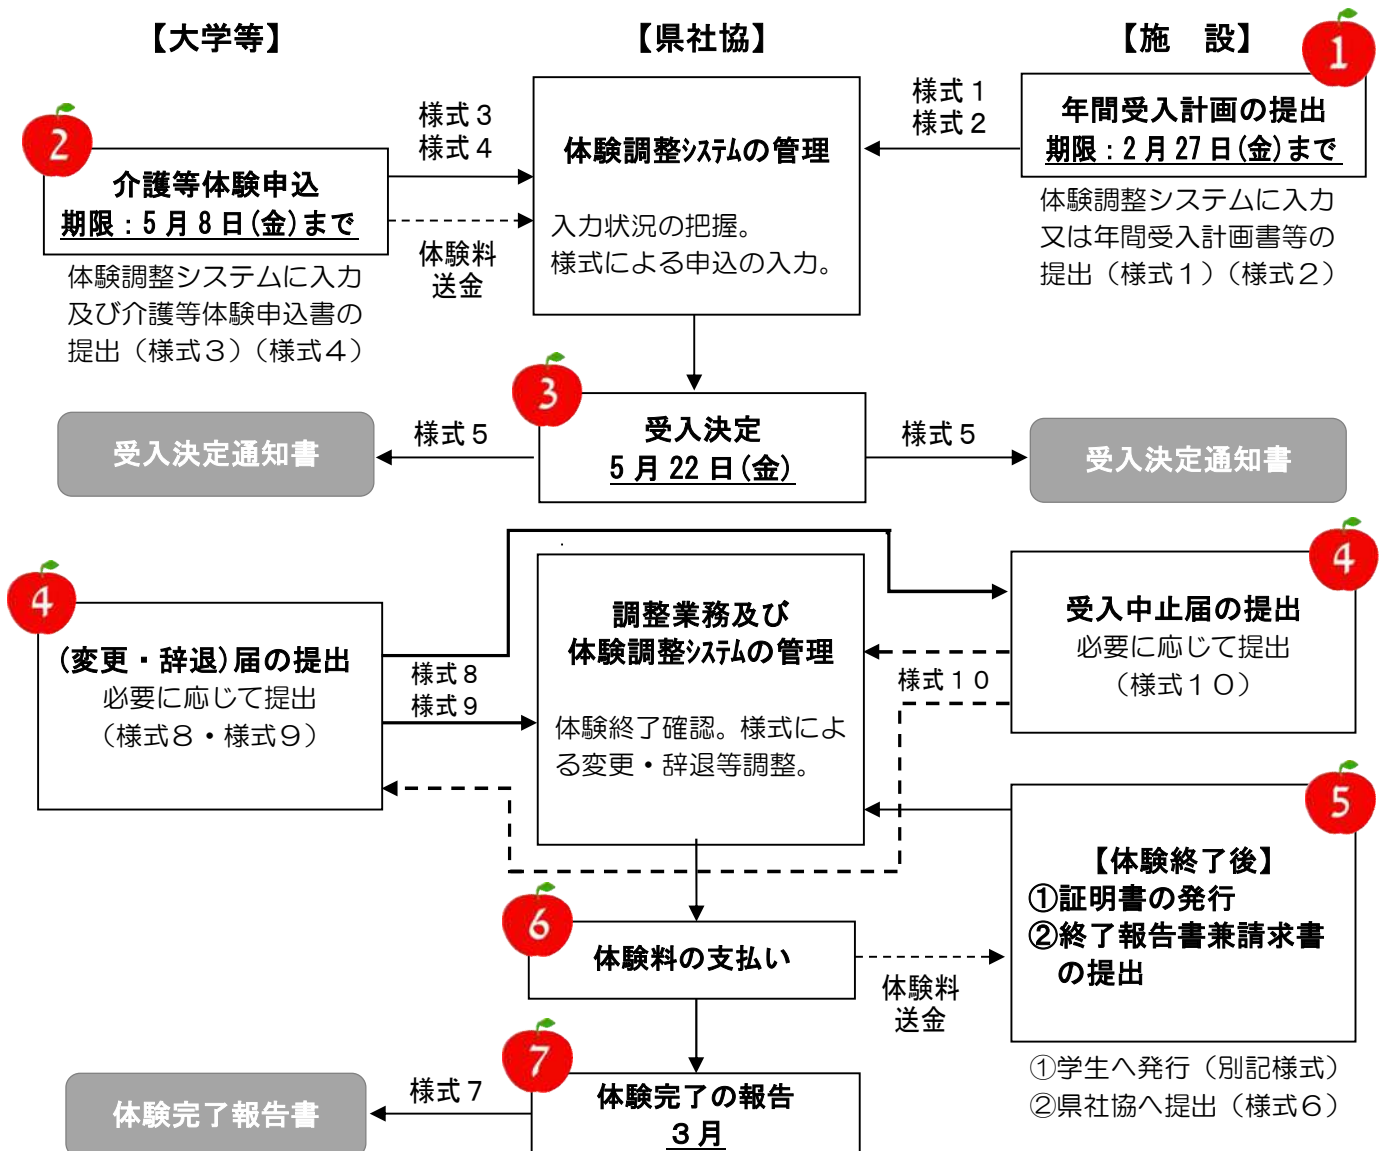 【大学等】
【県社協】
【施　設】
1
年間受入計画の提出
期限：2月27日(金)まで
体験調整システムに入力
又は年間受入計画書等の
提出（様式１）（様式２）
様式１
様式２
2
介護等体験申込
期限：5月8日(金)まで
体験調整システムに入力
及び介護等体験申込書の
提出（様式３）（様式４）
様式３
様式４
体験料
送金
体験調整システムの管理
入力状況の把握。
様式による申込の入力。
3
受入決定
5月22日(金)
様式５
受入決定通知書
様式５
受入決定通知書
4
(変更・辞退)届の提出
必要に応じて提出
（様式８・様式９）
様式８
様式９
調整業務及び
体験調整システムの管理
体験終了確認。様式によ
る変更・辞退等調整。
4
受入中止届の提出
必要に応じて提出
（様式１０）
様式１０
5
【体験終了後】
①証明書の発行
②終了報告書兼請求書
の提出
①学生へ発行（別記様式）
②県社協へ提出（様式６）
6
体験料の支払い
体験料
送金
7
体験完了の報告
３月
様式７
体験完了報告書